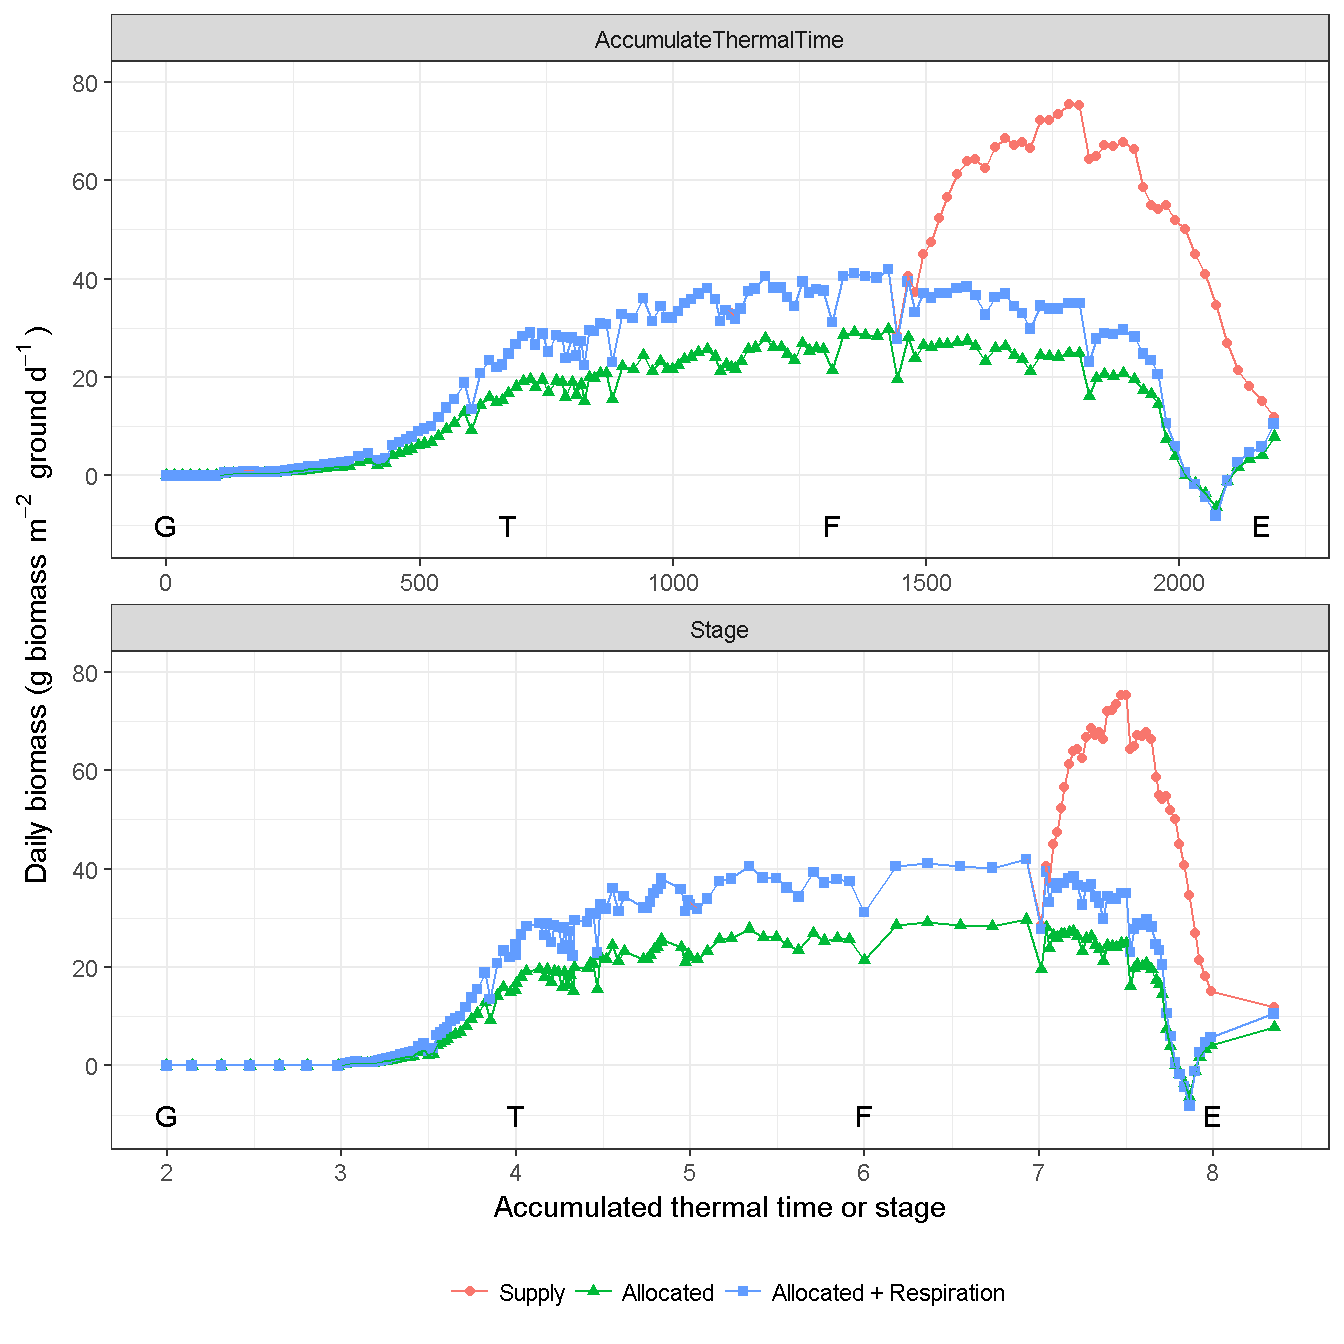 AccumulateThermalTime
80
60
40
20
0
G T F E
0 500 1000 1500 2000
Daily biomass (g biomass m⁻² ground d⁻¹ )
Stage
80
60
40
20
0
G T F E
2 3 4 5 6 7 8
Accumulated thermal time or stage
Supply Allocated Allocated + Respiration